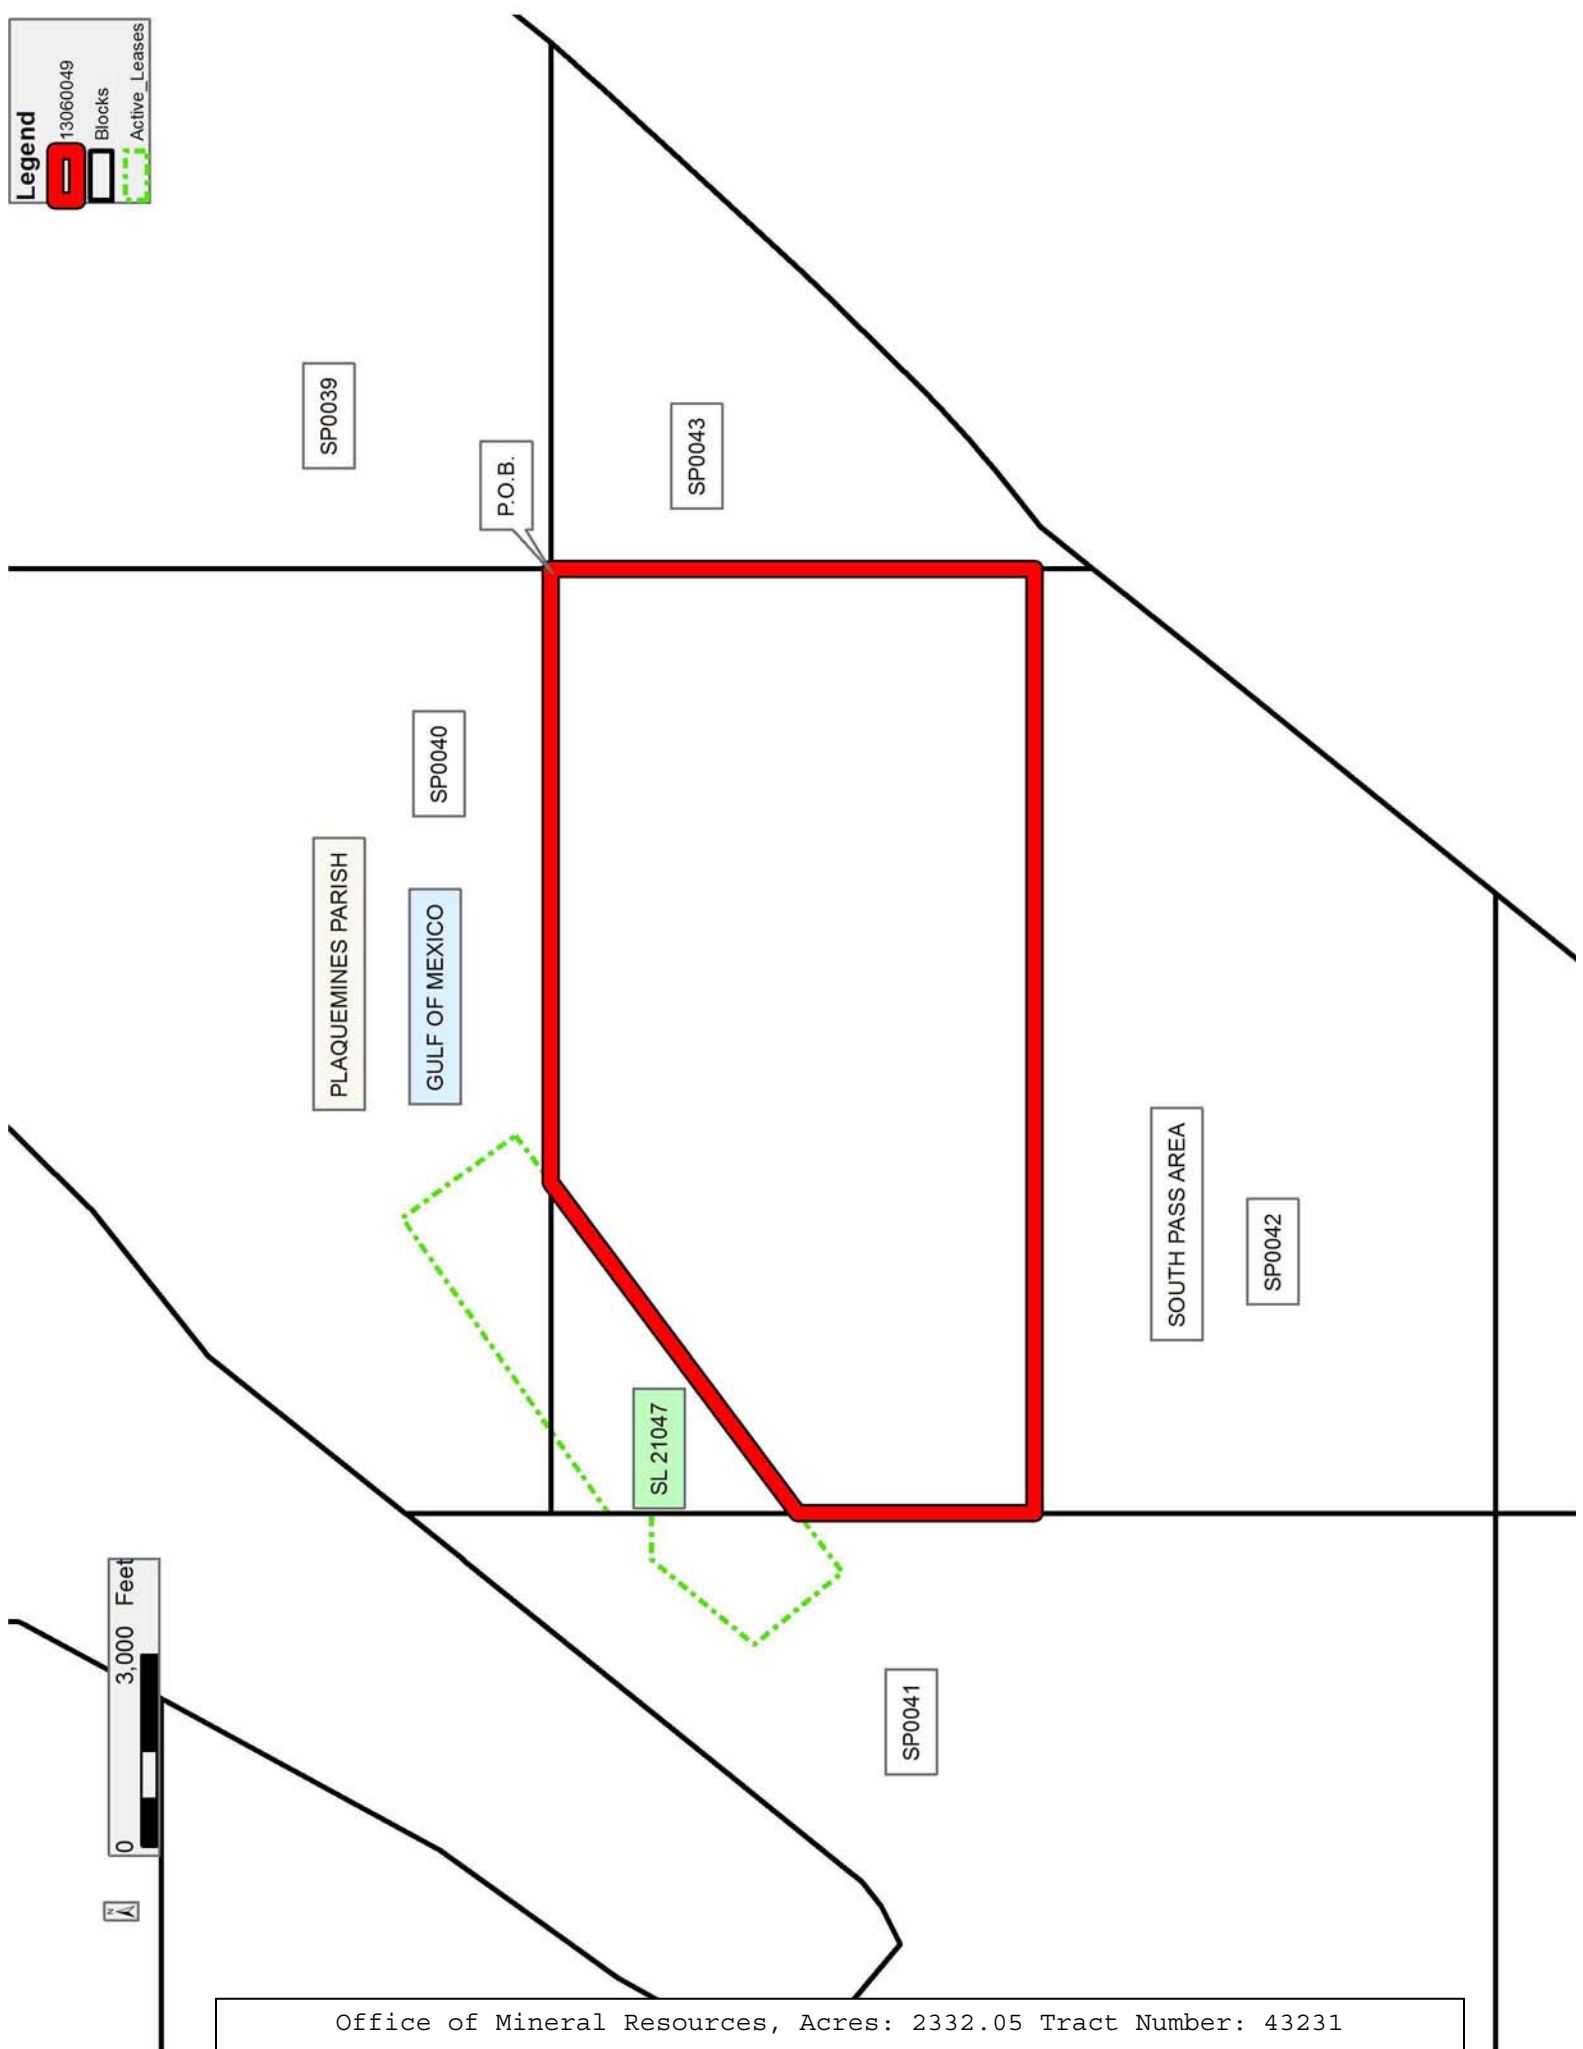 Legend
13060049
Blocks
Active_Leases
SP0039
P.O.B.
SP0043
SP0040
PLAQUEMINES PARISH
GULF OF MEXICO
SL 21047
SOUTH PASS AREA
SP0042
SP0041
0 3,000 Feet
N
Office of Mineral Resources, Acres: 2332.05 Tract Number: 43231